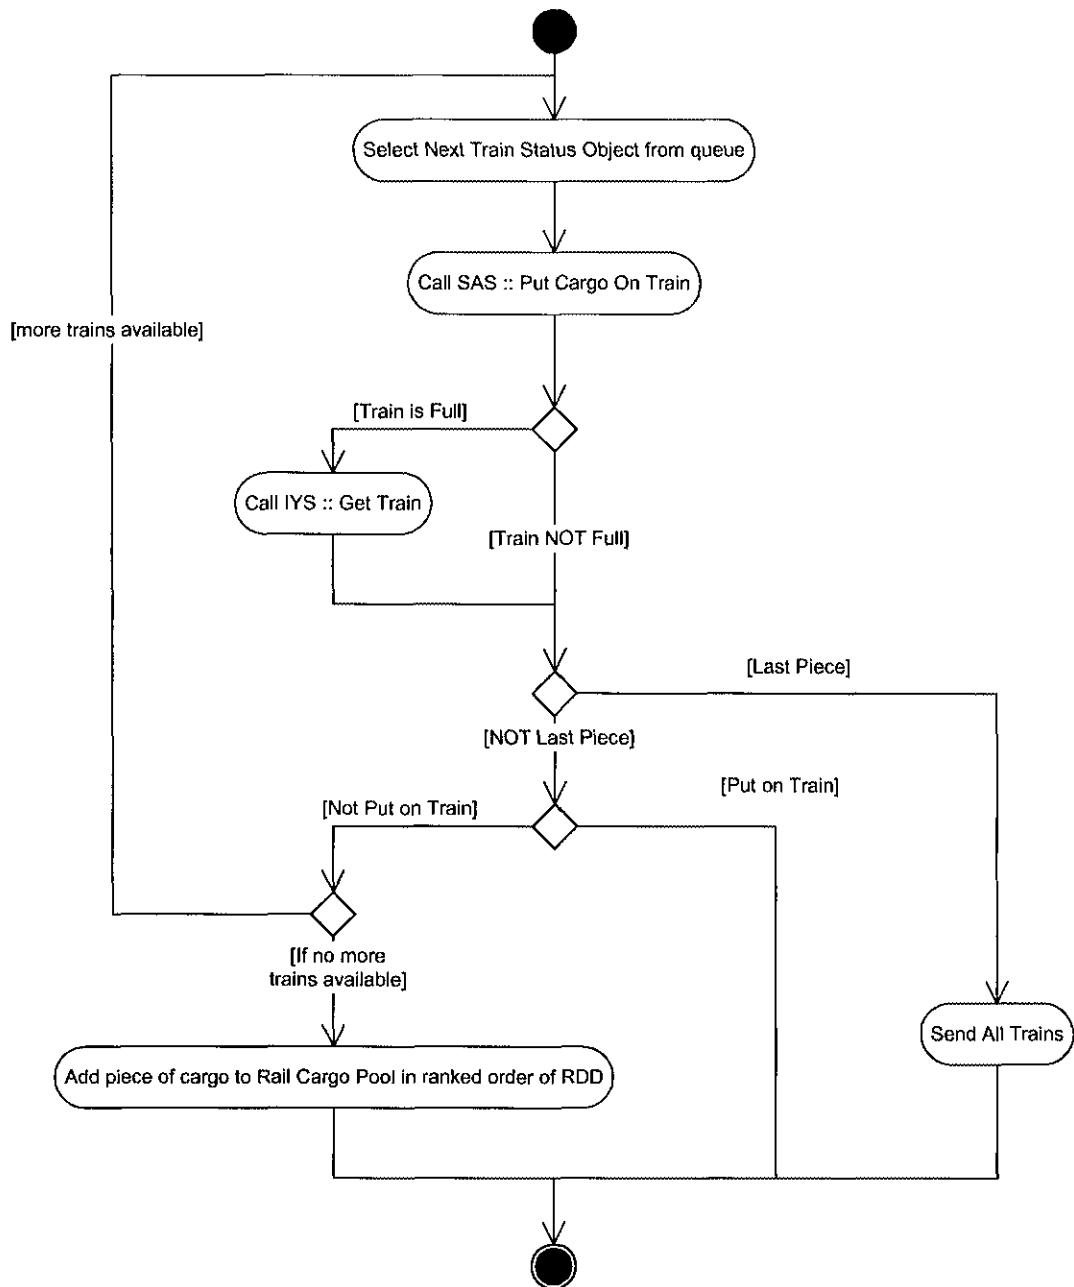 Select Next Train Status Object from queue
Call SAS :: Put Cargo On Train
[more trains available]
[Train is Full]
Call IYS :: Get Train
[Train NOT Full]
[Last Piece]
[NOT Last Piece]
[Put on Train]
[Not Put on Train]
[If no more
trains available]
Send All Trains
Add piece of cargo to Rail Cargo Pool in ranked order of RDD